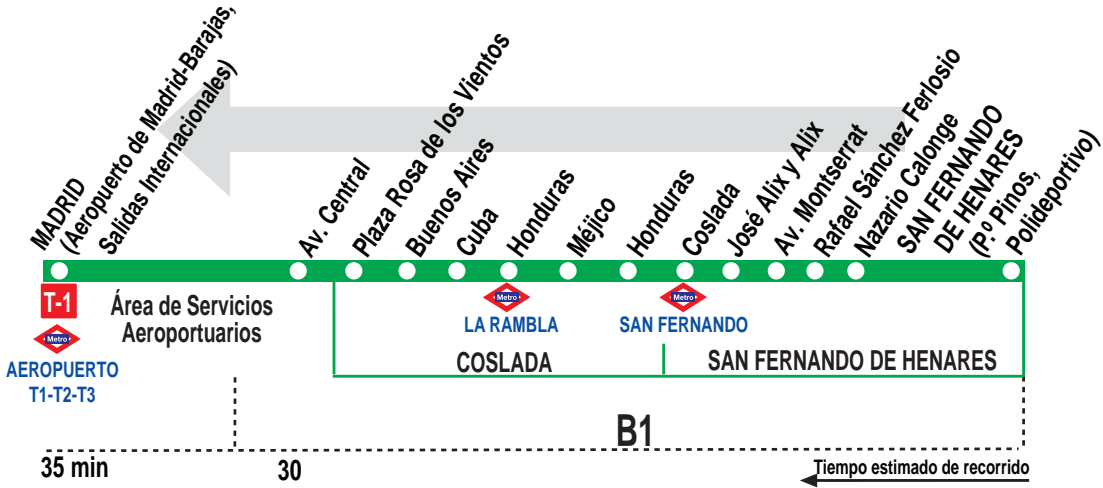 MADRID
(Aeropuerto de Madrid-Barajas,
Salidas Internacionales)
Av. Central
Plaza Rosa de los Vientos
Buenos Aires
Cuba
Honduras
Méjico
Honduras
Coslada
José Alix y Alix
Av. Montserrat
Rafael Sánchez Ferlosio
Nazario Calonge
SAN FERNANDO
DE HENARES
(P.º Pinos,
Polideportivo)
T-1
Metro
AEROPUERTO
T1-T2-T3
Área de Servicios
Aeroportuarios
Metro
LA RAMBLA
Metro
SAN FERNANDO
COSLADA
SAN FERNANDO DE HENARES
B1
35 min
30
Tiempo estimado de recorrido